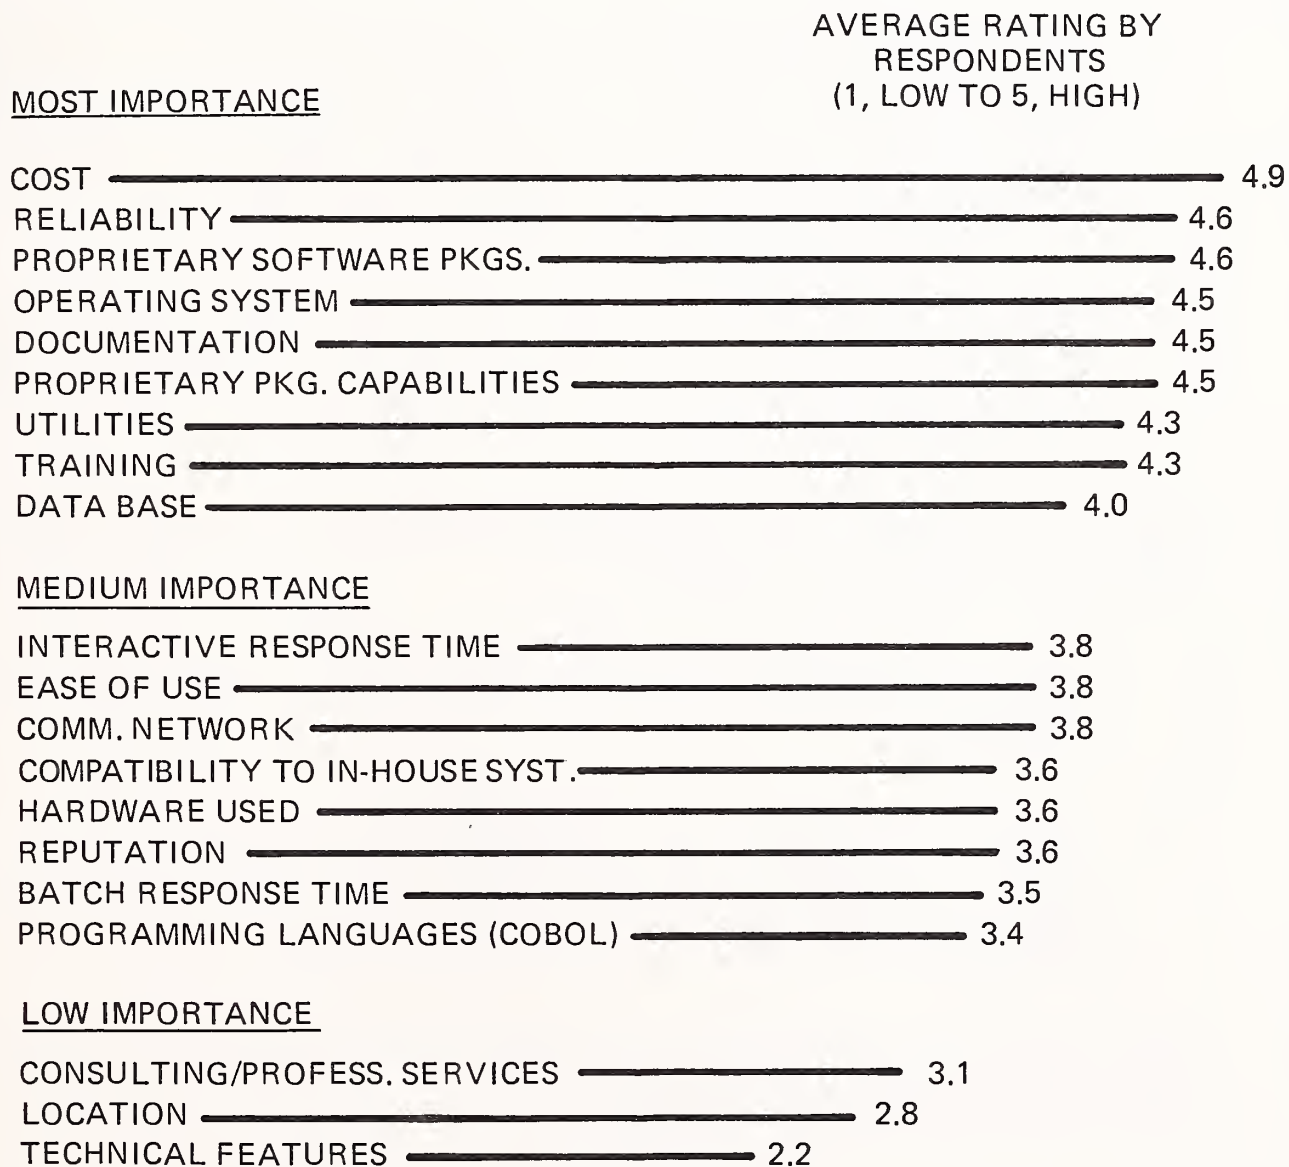 AVERAGE RATING BY
RESPONDENTS
MOST IMPORTANCE (1, LOW TO 5, HIGH)
COST 4.9
RELIABILITY 4.6
PROPRIETARY SOFTWARE PKGS. 4.6
OPERATING SYSTEM 4.5
DOCUMENTATION 4.5
PROPRIETARY PKG. CAPABILITIES 4.5
UTILITIES 4.3
TRAINING 4.3
DATA BASE 4.0
MEDIUM IMPORTANCE
INTERACTIVE RESPONSE TIME 3.8
EASE OF USE 3.8
COMM. NETWORK 3.8
COMPATIBILITY TO IN-HOUSE SYST. 3.6
HARDWARE USED 3.6
REPUTATION 3.6
BATCH RESPONSE TIME 3.5
PROGRAMMING LANGUAGES (COBOL) 3.4
LOW IMPORTANCE
CONSULTING/PROFESS. SERVICES 3.1
LOCATION 2.8
TECHNICAL FEATURES 2.2